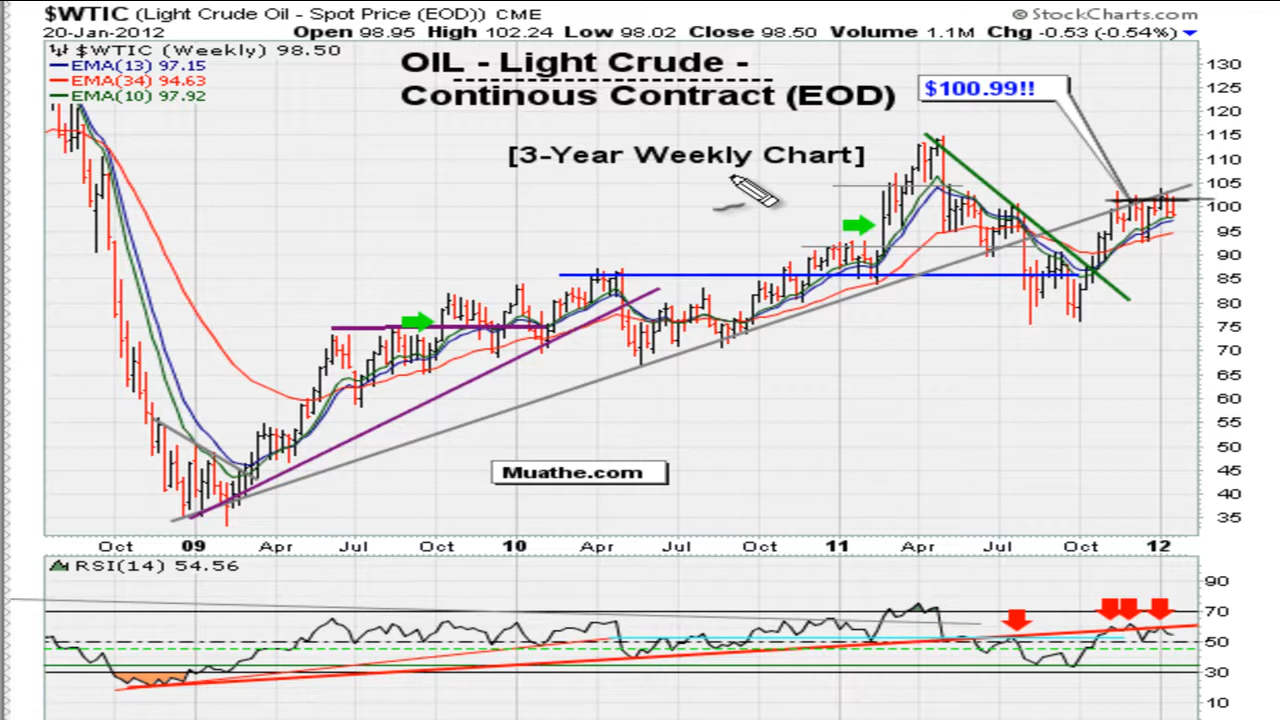 $WTIC (Light Crude Oil - Spot Price (EOD)) CME
© StockCharts.com
20-Jan-2012
Open 98.95 High 102.24 Low 98.02 Close 98.50 Volume 1.1M Chg -0.53 (-0.54%)
$WTIC (Weekly) 98.50
EMA(13) 97.15
EMA(34) 94.63
EMA(10) 97.92
OIL - Light Crude -
Continous Contract (EOD)
[3-Year Weekly Chart]
$100.99!!
130
125
120
115
110
105
100
95
90
85
80
75
70
65
60
55
50
45
40
35
Muathe.com
Oct 09 Apr Jul Oct 10 Apr Jul Oct 11 Apr Jul Oct 12
RSI(14) 54.56
90
70
50
30
10